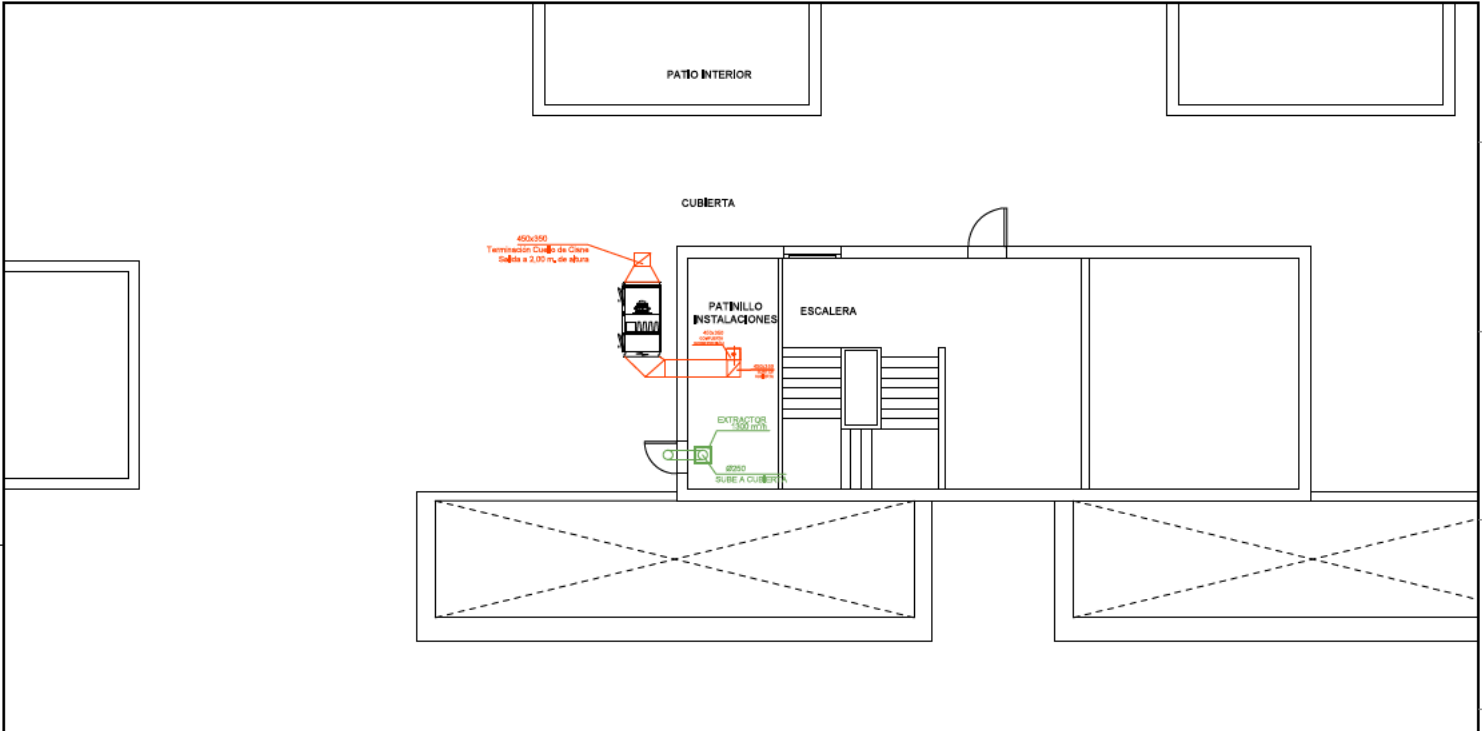 PATIO INTERIOR
CUBIERTA
450x350
Terminación Cuello de Cisne
Salida a 2,00 m, de altura
PATINILLO
INSTALACIONES
ESCALERA
EXTRACTOR
1300 m³/h
Ø250
SUBE A CUBIERTA